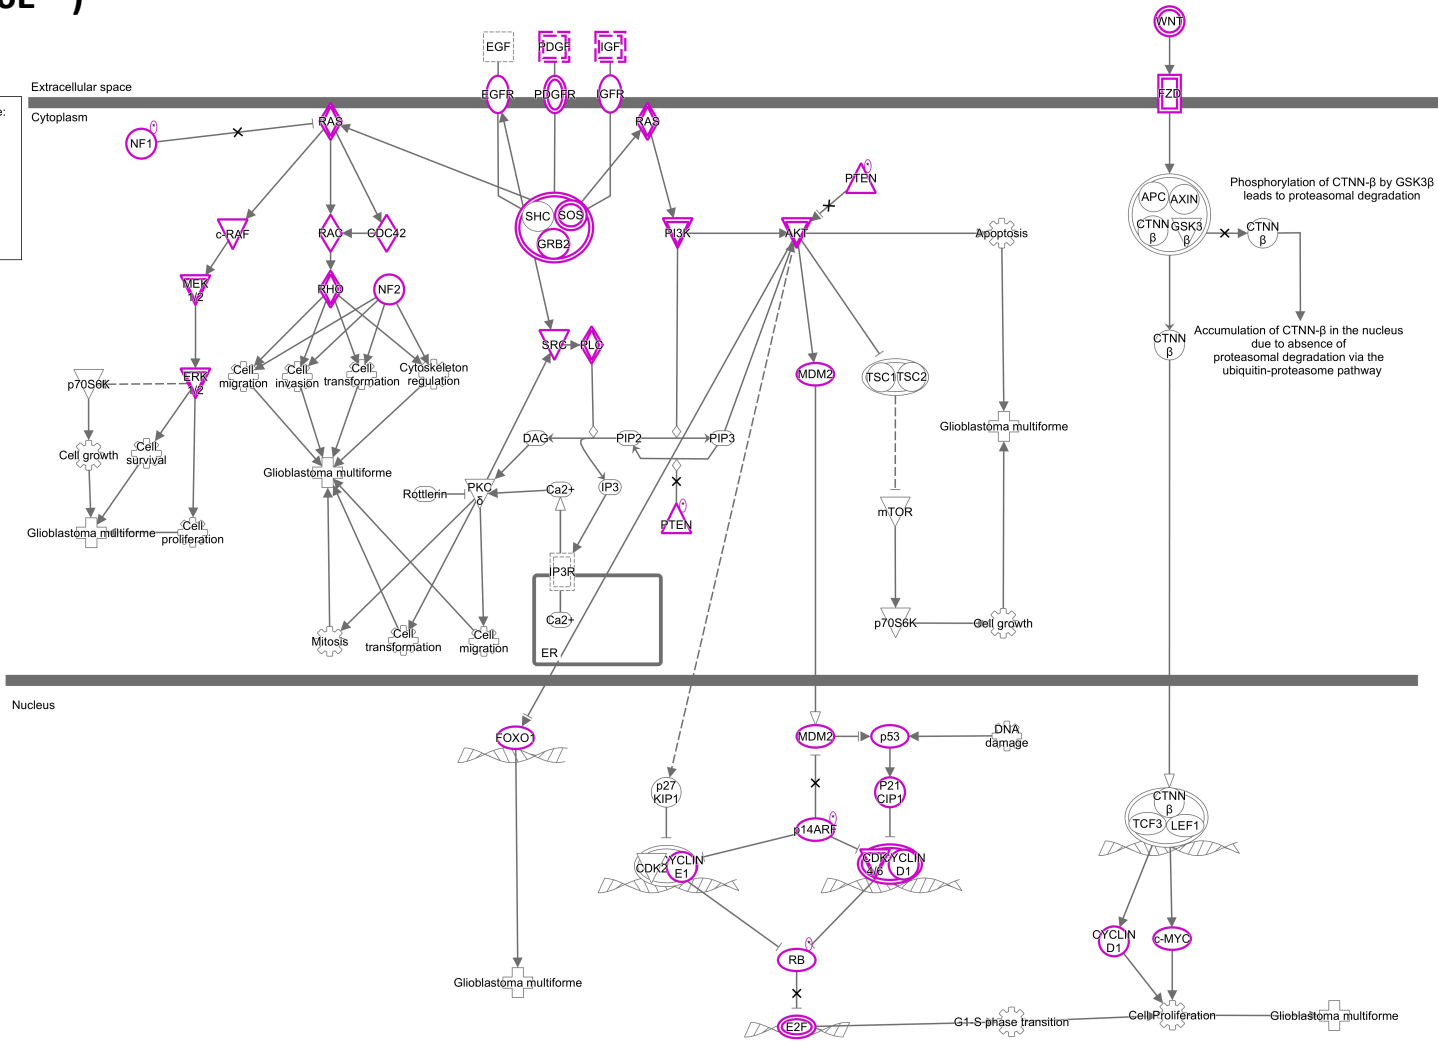 WNT
EGF
PDGF
IGF
Extracellular space
EGFR
PDGFR
IGFR
FZD
e:
Cytoplasm
RAS
RAS
NF1
PTEN
Phosphorylation of CTNN-β by GSK3β
leads to proteasomal degradation
APC
AXIN
SHC
SOS
GRB2
c-RAF
RAC
CDC42
PI3K
AKT
Apoptosis
CTNN
β
GSK3
β
CTNN
β
MEK
1/2
RHO
NF2
Accumulation of CTNN-β in the nucleus
due to absence of
proteasomal degradation via the
ubiquitin-proteasome pathway
SRC
PLC
CTNN
β
p70S6K
ERK
1/2
Cell
migration
Cell
invasion
Cell
transformation
Cytoskeleton
regulation
MDM2
TSC1
TSC2
Glioblastoma multiforme
Cell growth
Cell
survival
DAG
PIP2
PIP3
Glioblastoma multiforme
Rottlerin
PKC
δ
Ca2+
IP3
PTEN
mTOR
Glioblastoma multiforme
Cell
proliferation
IP3R
Ca2+
ER
Mitosis
Cell
transformation
Cell
migration
p70S6K
Cell growth
Nucleus
FOXO1
MDM2
p53
DNA
damage
p27
KIP1
P21
CIP1
CTNN
β
TCF3
LEF1
p14ARF
CDK2
CYCLIN
E1
CDK
4/6
CYCLIN
D1
CYCLIN
D1
c-MYC
RB
Glioblastoma multiforme
E2F
G1-S phase transition
Cell Proliferation
Glioblastoma multiforme